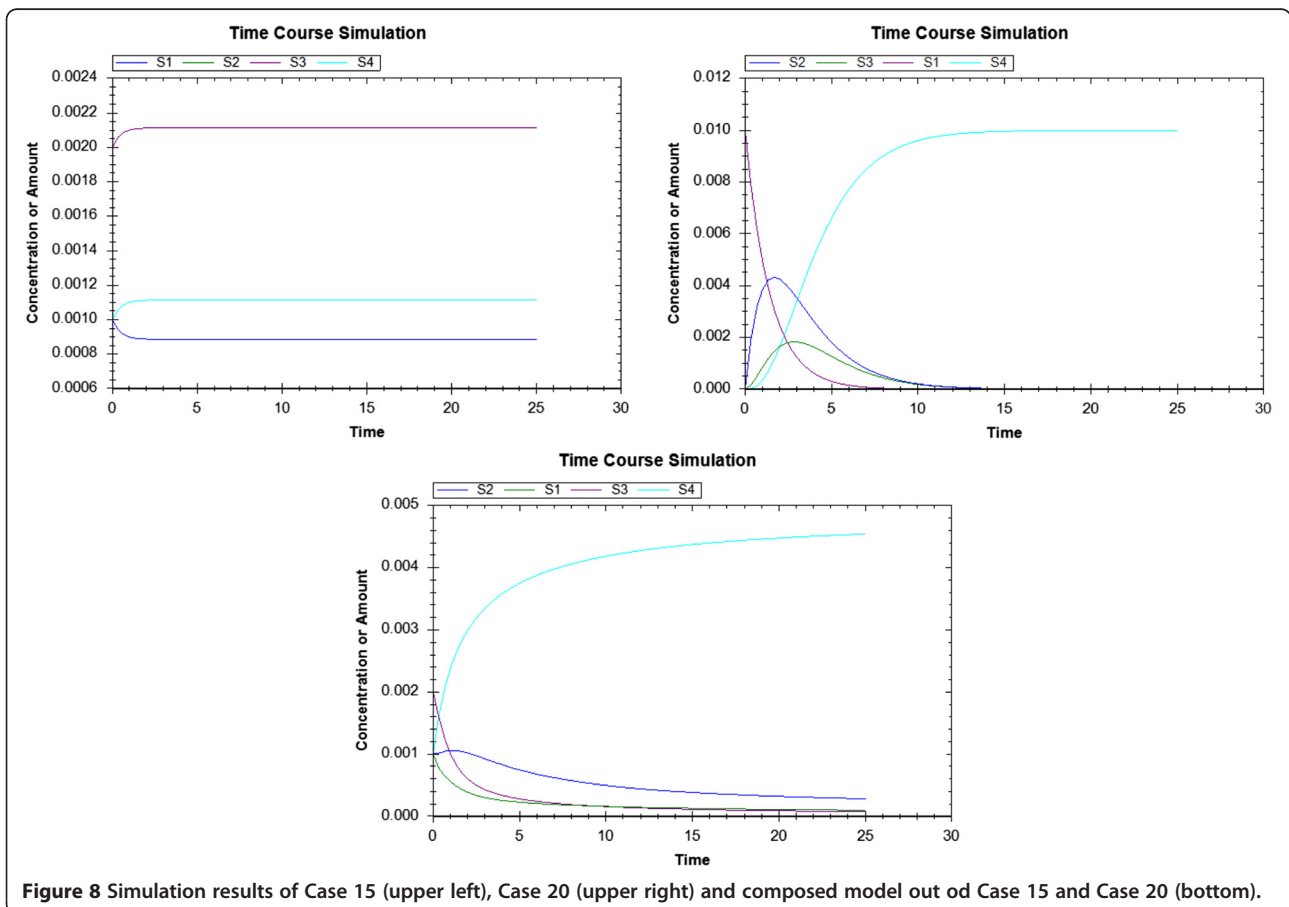 Time Course Simulation
S1 S2 S3 S4
Concentration or Amount
0.0024
0.0022
0.0020
0.0018
0.0016
0.0014
0.0012
0.0010
0.0008
0.0006
0 5 10 15 20 25 30
Time
Time Course Simulation
S2 S3 S1 S4
Concentration or Amount
0.012
0.010
0.008
0.006
0.004
0.002
0.000
0 5 10 15 20 25 30
Time
Time Course Simulation
S2 S1 S3 S4
Concentration or Amount
0.005
0.004
0.003
0.002
0.001
0.000
0 5 10 15 20 25 30
Time
Figure 8 Simulation results of Case 15 (upper left), Case 20 (upper right) and composed model out od Case 15 and Case 20 (bottom).